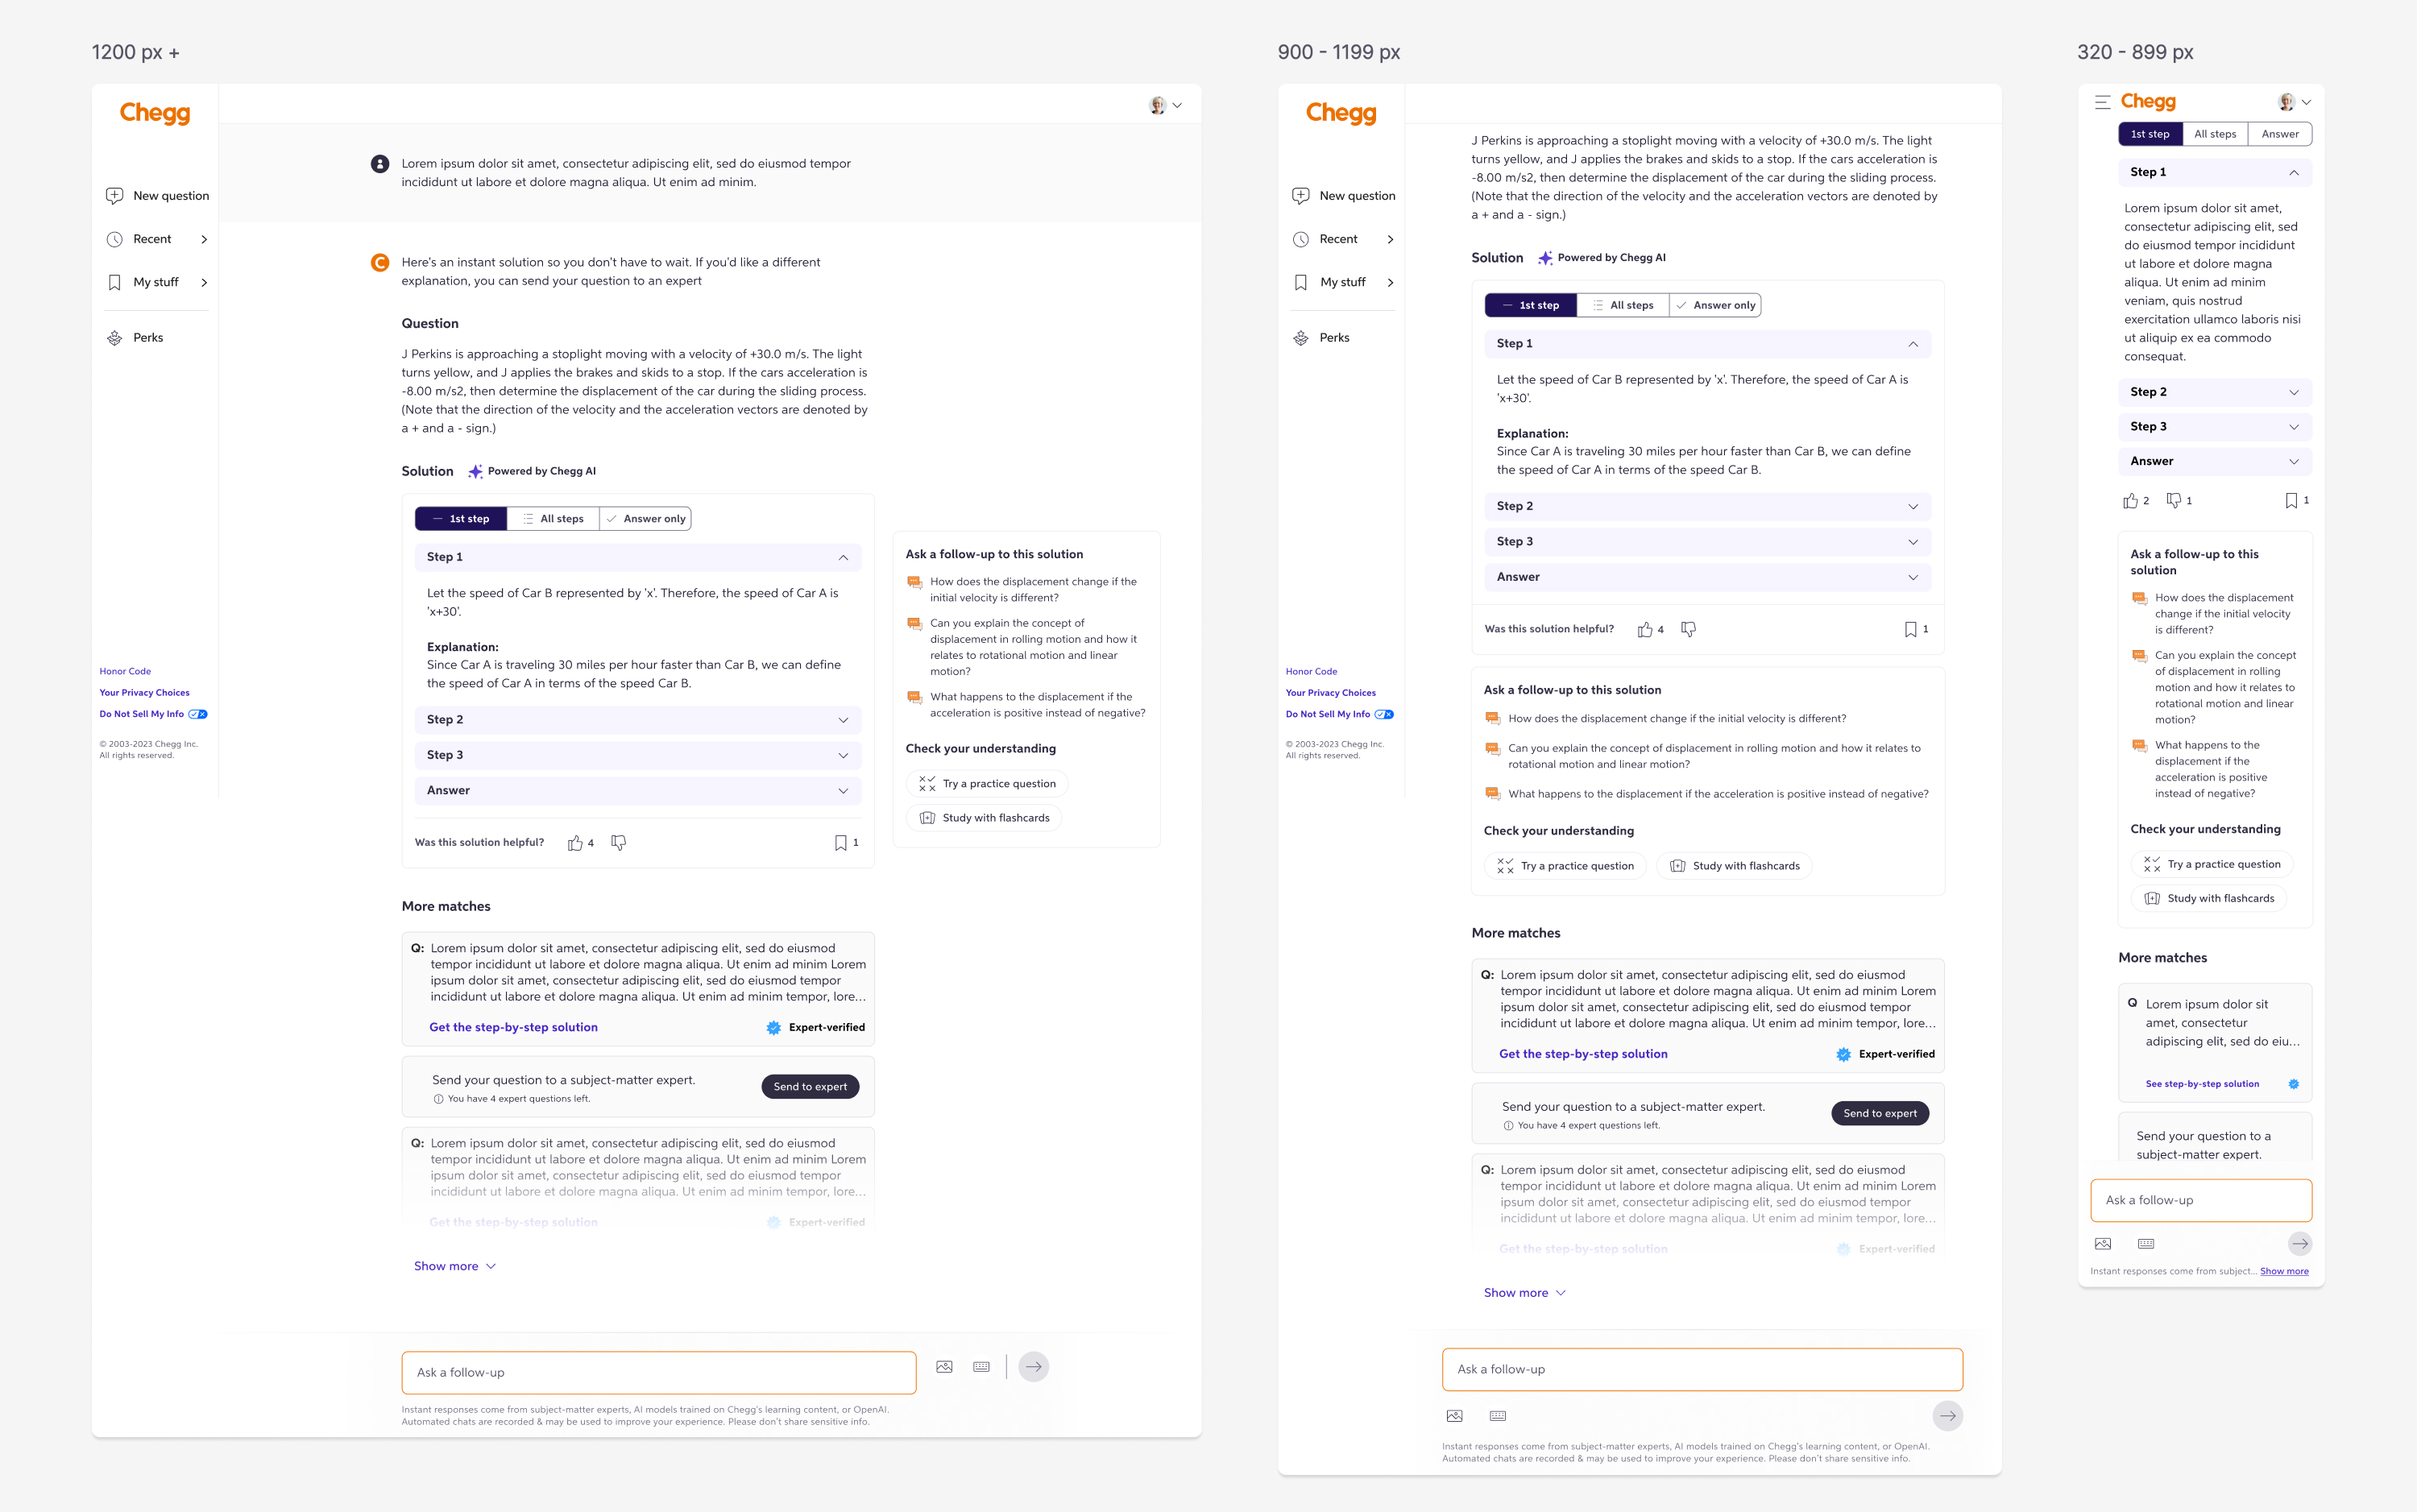 1200 px +
Chegg
New question
Recent
My stuff
Perks
Honor Code
Your Privacy Choices
Do Not Sell My Info
© 2003-2023 Chegg Inc.
All rights reserved.
Lorem ipsum dolor sit amet, consectetur adipiscing elit, sed do eiusmod tempor
incididunt ut labore et dolore magna aliqua. Ut enim ad minim.
C
Here's an instant solution so you don't have to wait. If you'd like a different
explanation, you can send your question to an expert
Question
J Perkins is approaching a stoplight moving with a velocity of +30.0 m/s. The light
turns yellow, and J applies the brakes and skids to a stop. If the cars acceleration is
-8.00 m/s2, then determine the displacement of the car during the sliding process.
(Note that the direction of the velocity and the acceleration vectors are denoted by
a + and a - sign.)
Solution Powered by Chegg AI
1st step All steps Answer only
Step 1
Let the speed of Car B represented by 'x'. Therefore, the speed of Car A is
'x+30'.
Explanation:
Since Car A is traveling 30 miles per hour faster than Car B, we can define
the speed of Car A in terms of the speed Car B.
Step 2
Step 3
Answer
Was this solution helpful? 4 1
Ask a follow-up to this solution
How does the displacement change if the
initial velocity is different?
Can you explain the concept of
displacement in rolling motion and how it
relates to rotational motion and linear
motion?
What happens to the displacement if the
acceleration is positive instead of negative?
Check your understanding
Try a practice question
Study with flashcards
More matches
Q: Lorem ipsum dolor sit amet, consectetur adipiscing elit, sed do eiusmod
tempor incididunt ut labore et dolore magna aliqua. Ut enim ad minim Lorem
ipsum dolor sit amet, consectetur adipiscing elit, sed do eiusmod tempor
incididunt ut labore et dolore magna aliqua. Ut enim ad minim tempor, lore...
Get the step-by-step solution Expert-verified
Send your question to a subject-matter expert.
You have 4 expert questions left.
Send to expert
Q: Lorem ipsum dolor sit amet, consectetur adipiscing elit, sed do eiusmod
tempor incididunt ut labore et dolore magna aliqua. Ut enim ad minim Lorem
ipsum dolor sit amet, consectetur adipiscing elit, sed do eiusmod tempor
incididunt ut labore et dolore magna aliqua. Ut enim ad minim tempor, lore...
Get the step-by-step solution Expert-verified
Show more
Ask a follow-up
Instant responses come from subject-matter experts, AI models trained on Chegg's learning content, or OpenAI.
Automated chats are recorded & may be used to improve your experience. Please don't share sensitive info.
900 - 1199 px
Chegg
New question
Recent
My stuff
Perks
Honor Code
Your Privacy Choices
Do Not Sell My Info
© 2003-2023 Chegg Inc.
All rights reserved.
J Perkins is approaching a stoplight moving with a velocity of +30.0 m/s. The light
turns yellow, and J applies the brakes and skids to a stop. If the cars acceleration is
-8.00 m/s2, then determine the displacement of the car during the sliding process.
(Note that the direction of the velocity and the acceleration vectors are denoted by
a + and a - sign.)
Solution Powered by Chegg AI
1st step All steps Answer only
Step 1
Let the speed of Car B represented by 'x'. Therefore, the speed of Car A is
'x+30'.
Explanation:
Since Car A is traveling 30 miles per hour faster than Car B, we can define
the speed of Car A in terms of the speed Car B.
Step 2
Step 3
Answer
Was this solution helpful? 4 1
Ask a follow-up to this solution
How does the displacement change if the initial velocity is different?
Can you explain the concept of displacement in rolling motion and how it relates to
rotational motion and linear motion?
What happens to the displacement if the acceleration is positive instead of negative?
Check your understanding
Try a practice question Study with flashcards
More matches
Q: Lorem ipsum dolor sit amet, consectetur adipiscing elit, sed do eiusmod
tempor incididunt ut labore et dolore magna aliqua. Ut enim ad minim Lorem
ipsum dolor sit amet, consectetur adipiscing elit, sed do eiusmod tempor
incididunt ut labore et dolore magna aliqua. Ut enim ad minim tempor, lore...
Get the step-by-step solution Expert-verified
Send your question to a subject-matter expert.
You have 4 expert questions left.
Send to expert
Q: Lorem ipsum dolor sit amet, consectetur adipiscing elit, sed do eiusmod
tempor incididunt ut labore et dolore magna aliqua. Ut enim ad minim Lorem
ipsum dolor sit amet, consectetur adipiscing elit, sed do eiusmod tempor
incididunt ut labore et dolore magna aliqua. Ut enim ad minim tempor, lore...
Get the step-by-step solution Expert-verified
Show more
Ask a follow-up
Instant responses come from subject-matter experts, AI models trained on Chegg's learning content, or OpenAI.
Automated chats are recorded & may be used to improve your experience. Please don't share sensitive info.
320 - 899 px
Chegg
1st step All steps Answer
Step 1
Lorem ipsum dolor sit amet,
consectetur adipiscing elit, sed
do eiusmod tempor incididunt
ut labore et dolore magna
aliqua. Ut enim ad minim
veniam, quis nostrud
exercitation ullamco laboris nisi
ut aliquip ex ea commodo
consequat.
Step 2
Step 3
Answer
2 1 1
Ask a follow-up to this
solution
How does the displacement
change if the initial velocity
is different?
Can you explain the concept
of displacement in rolling
motion and how it relates to
rotational motion and linear
motion?
What happens to the
displacement if the
acceleration is positive
instead of negative?
Check your understanding
Try a practice question
Study with flashcards
More matches
Q Lorem ipsum dolor sit
amet, consectetur
adipiscing elit, sed do eiu...
See step-by-step solution
Send your question to a
subject-matter expert.
Ask a follow-up
Instant responses come from subject... Show more